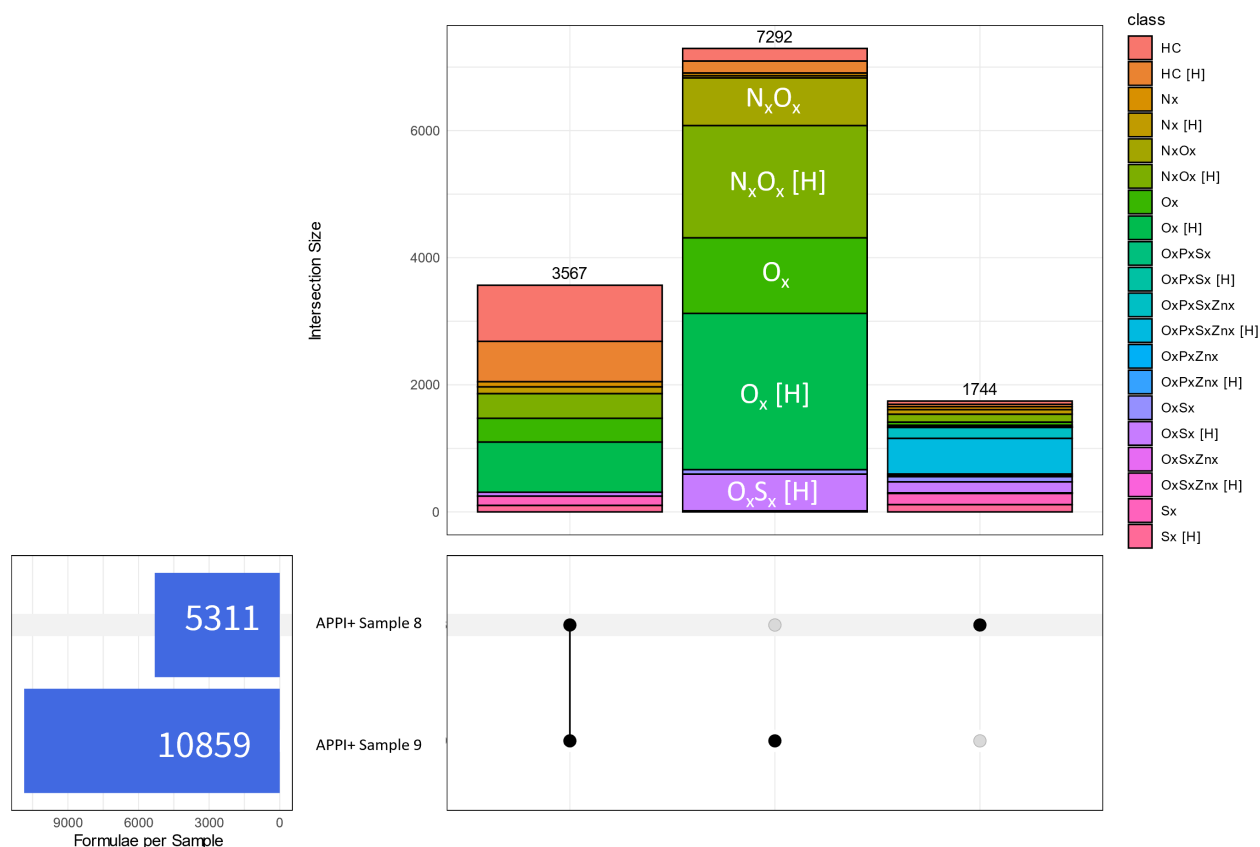 7292
6000
4000
2000
0
Intersection Size
3567
1744
NₓOₓ
NₓOₓ [H]
Oₓ
Oₓ [H]
OₓSₓ [H]
class
HC
HC [H]
Nx
Nx [H]
NxOx
NxOx [H]
Ox
Ox [H]
OxPxSx
OxPxSx [H]
OxPxSxZnx
OxPxSxZnx [H]
OxPxZnx
OxPxZnx [H]
OxSx
OxSx [H]
OxSxZnx
OxSxZnx [H]
Sx
Sx [H]
5311
10859
9000 6000 3000 0
Formulae per Sample
APPI+ Sample 8
APPI+ Sample 9